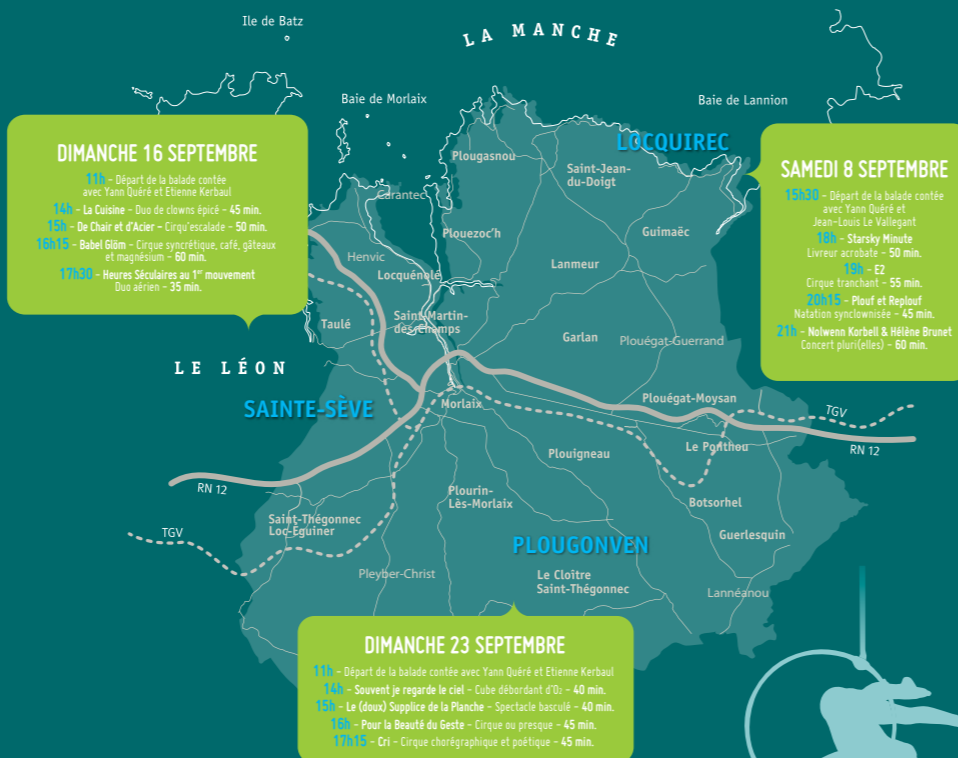 Ile de Batz
LA MANCHE
Baie de Morlaix
Baie de Lannion
DIMANCHE 16 SEPTEMBRE
11h – Départ de la balade contée
avec Yann Quéré et Etienne Kerbaul
14h – La Cuisine – Duo de clowns épicé – 45 min.
15h – De Chair et d'Acier – Cirqu'escalade – 50 min.
16h15 – Babel Glöm – Cirque syncrétique, café, gâteaux
et magnésium – 60 min.
17h30 – Heures Séculaires au 1er mouvement
Duo aérien – 35 min.
LOCQUIREC
SAMEDI 8 SEPTEMBRE
15h30 – Départ de la balade contée
avec Yann Quéré et
Jean-Louis Le Vallegant
18h – Starsky Minute
Livreur acrobate – 50 min.
19h – E2
Cirque tranchant – 55 min.
20h15 – Plouf et Replouf
Natation synclownisée – 45 min.
21h – Nolwenn Korbell & Hélène Brunet
Concert pluri(elles) – 60 min.
Plougasnou
Saint-Jean-
du-Doigt
Carantec
Plouezoc'h
Guimaëc
Henvic
Locquénolé
Lanmeur
Taulé
Saint-Martin-
des-Champs
Garlan
Plouégat-Guerrand
LE LÉON
SAINTE-SÈVE
Morlaix
Plouégat-Moysan
TGV
RN 12
Le Ponthou
Plouigneau
RN 12
Plourin-
Lès-Morlaix
Botsorhel
Saint-Thégonnec
Loc-Eguiner
TGV
Guerlesquin
PLOUGONVEN
Pleyber-Christ
Le Cloître
Saint-Thégonnec
Lannéanou
DIMANCHE 23 SEPTEMBRE
11h – Départ de la balade contée avec Yann Quéré et Etienne Kerbaul
14h – Souvent je regarde le ciel – Cube débordant d'O₂ – 40 min.
15h – Le (doux) Supplice de la Planche – Spectacle basculé – 40 min.
16h – Pour la Beauté du Geste – Cirque ou presque – 45 min.
17h15 – Cri – Cirque chorégraphique et poétique – 45 min.